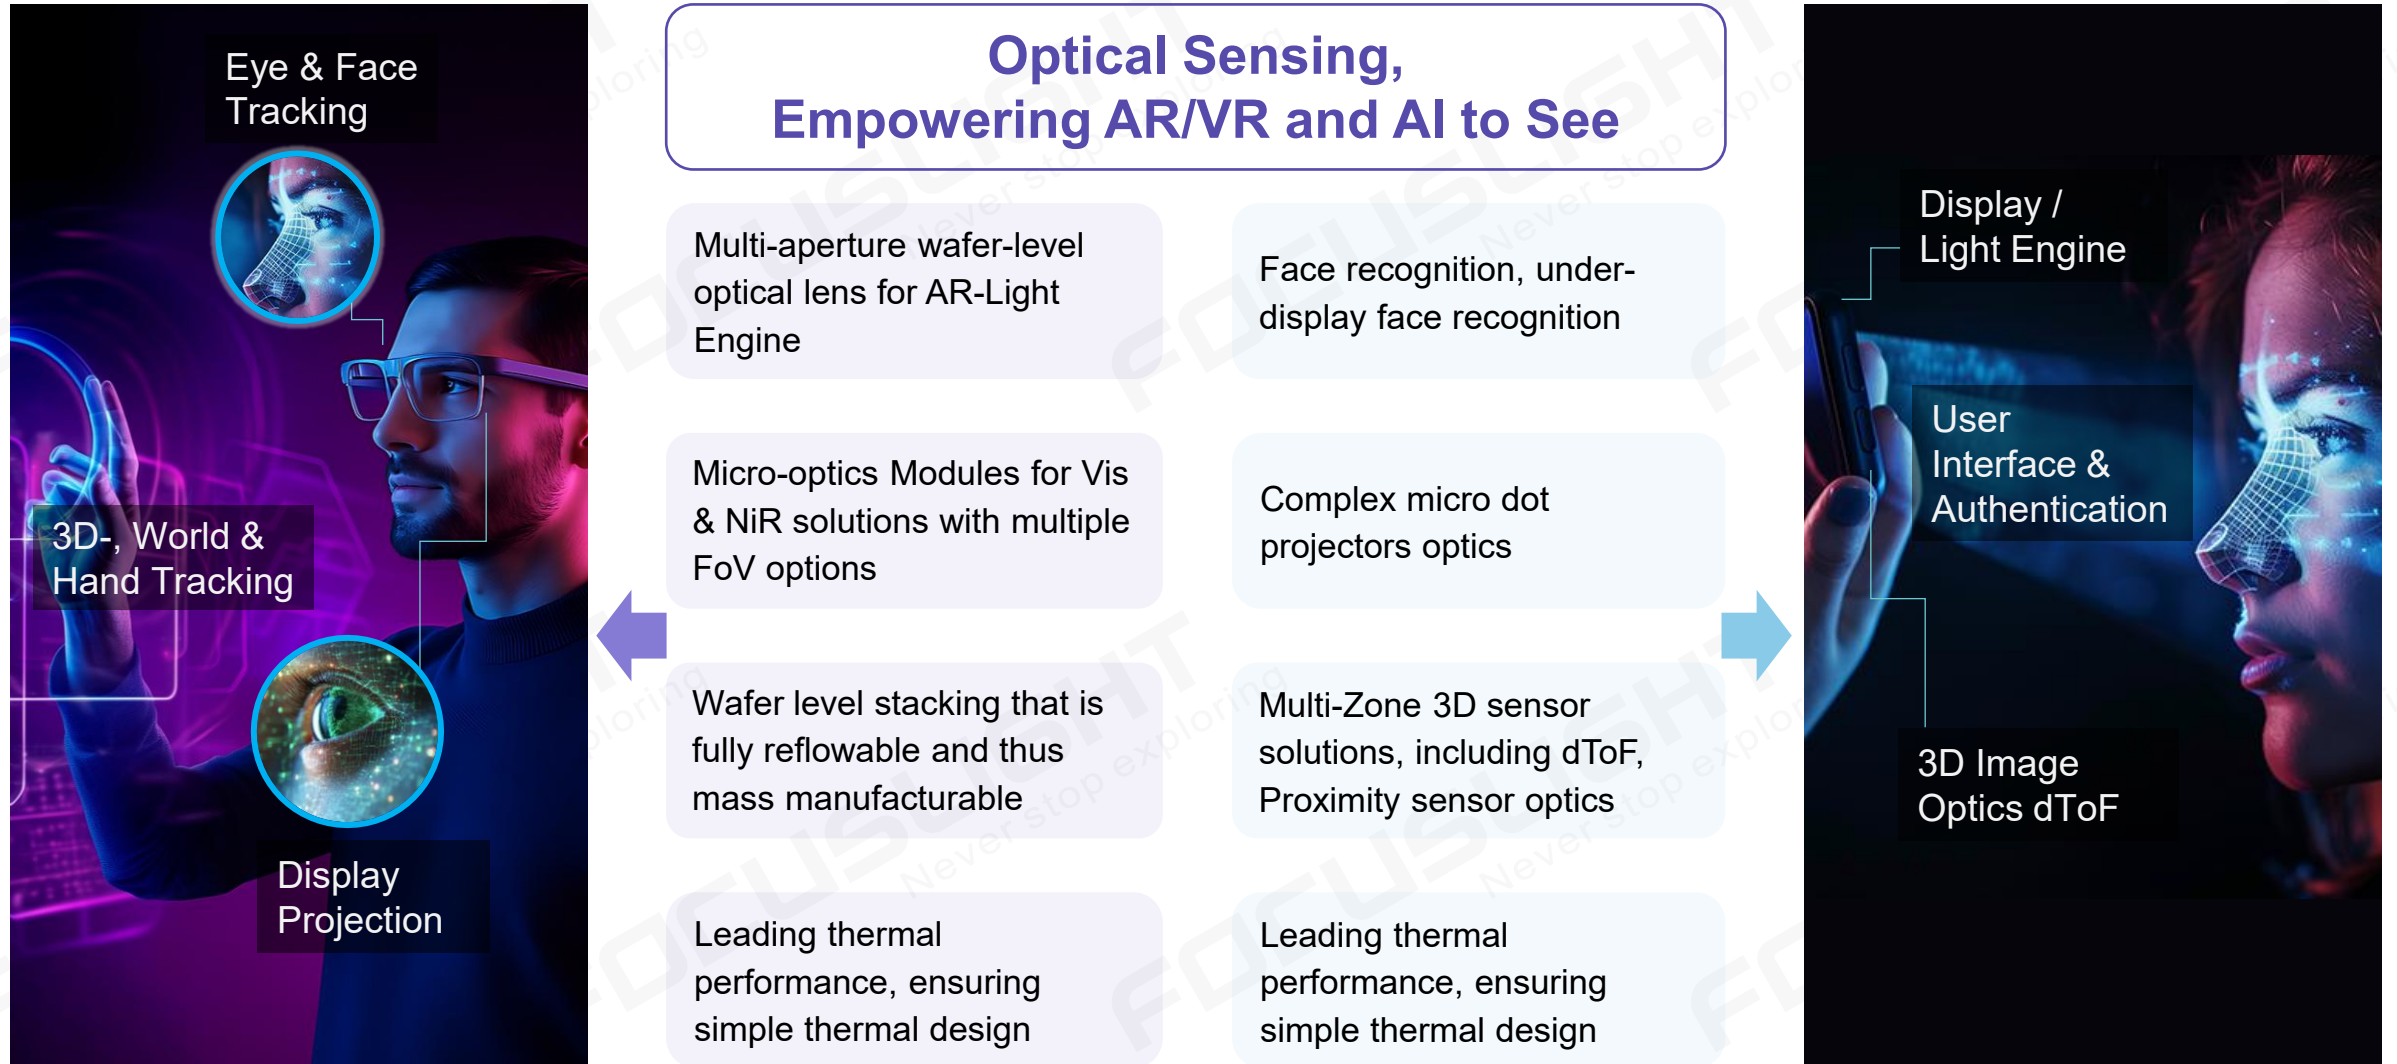 Eye & Face
Tracking
3D-, World &
Hand Tracking
Display
Projection
Optical Sensing,
Empowering AR/VR and AI to See
Multi-aperture wafer-level
optical lens for AR-Light
Engine
Micro-optics Modules for Vis
& NiR solutions with multiple
FoV options
Wafer level stacking that is
fully reflowable and thus
mass manufacturable
Leading thermal
performance, ensuring
simple thermal design
Face recognition, under-
display face recognition
Complex micro dot
projectors optics
Multi-Zone 3D sensor
solutions, including dToF,
Proximity sensor optics
Leading thermal
performance, ensuring
simple thermal design
Display /
Light Engine
User
Interface &
Authentication
3D Image
Optics dToF
FOCUSLIGHT
Never stop exploring